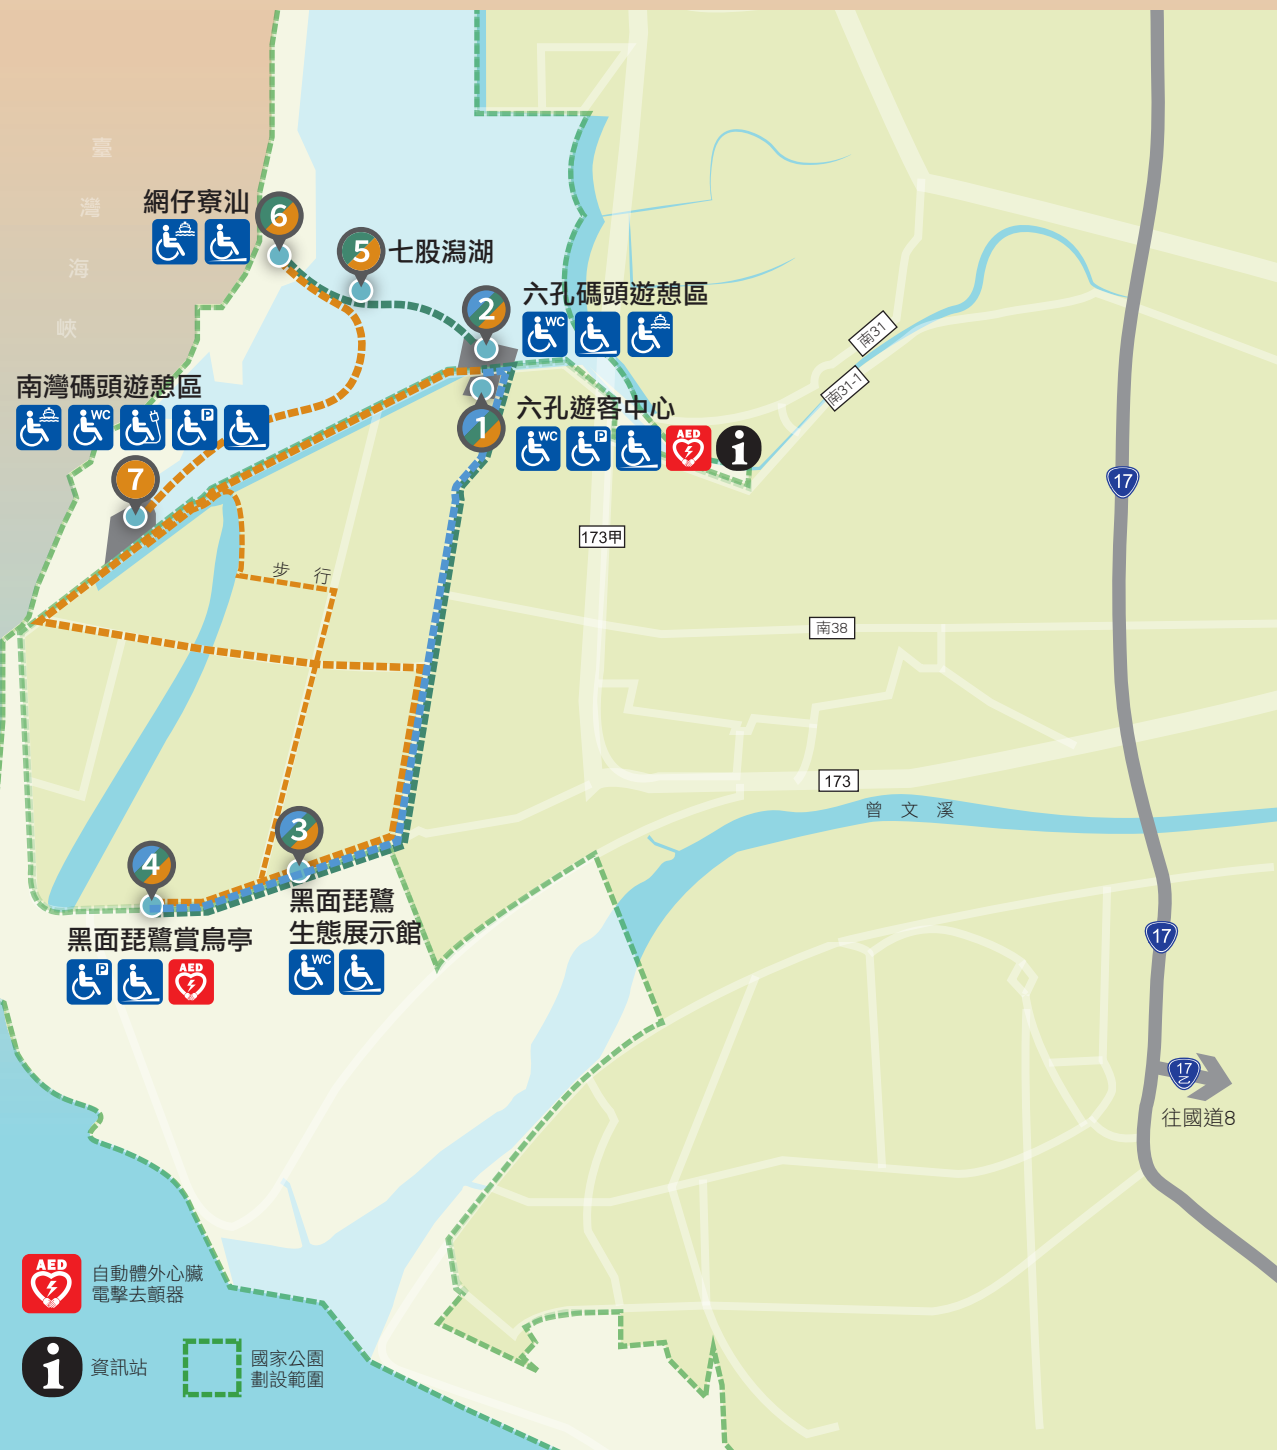 臺
灣
海
峽
網仔寮汕
6
5
七股潟湖
2
六孔碼頭遊憩區
WC
南31
南31-1
南灣碼頭遊憩區
WC
P
1
六孔遊客中心
WC
P
AED
i
7
17
173甲
步 行
南38
173
曾 文 溪
3
4
黑面琵鷺
生態展示館
WC
黑面琵鷺賞鳥亭
P
AED
17
17
乙
往國道8
AED
自動體外心臟
電擊去顫器
i
資訊站
國家公園
劃設範圍